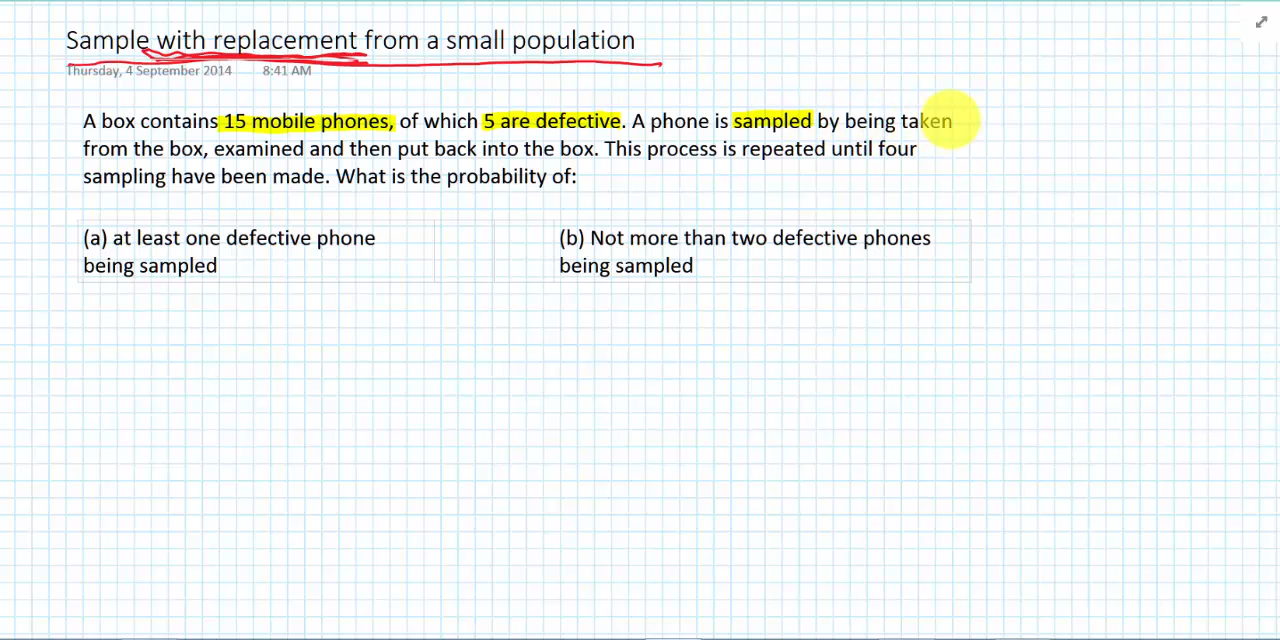 Sample with replacement from a small population
Thursday, 4 September 2014 8:41 AM
A box contains 15 mobile phones, of which 5 are defective. A phone is sampled by being taken
from the box, examined and then put back into the box. This process is repeated until four
sampling have been made. What is the probability of:
(a) at least one defective phone
being sampled
(b) Not more than two defective phones
being sampled